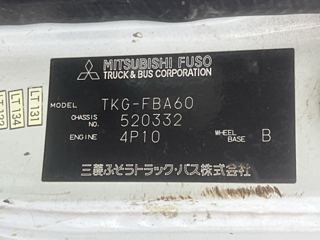 MITSUBISHI FUSO
TRUCK & BUS CORPORATION
MODEL TKG-FBA60
CHASSIS NO. 520332
ENGINE 4P10 WHEEL BASE B
三菱ふそうトラック・バス株式会社
LT131
LT134